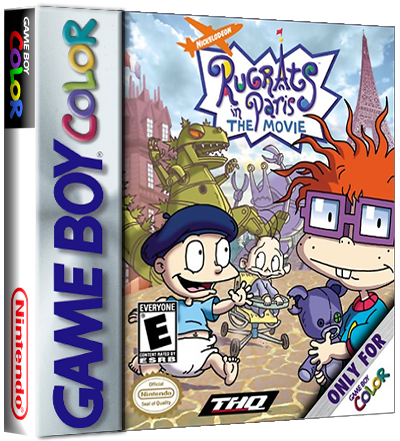 GAME BOY
COLOR
Nintendo
GAME BOY COLOR
NICKELODEON
RUGRATS
in
PARiS
THE MOVIE
EVERYONE
E
CONTENT RATED BY
ESRB
Official
Nintendo
Seal of Quality
THQ
ONLY FOR
GAME BOY
COLOR